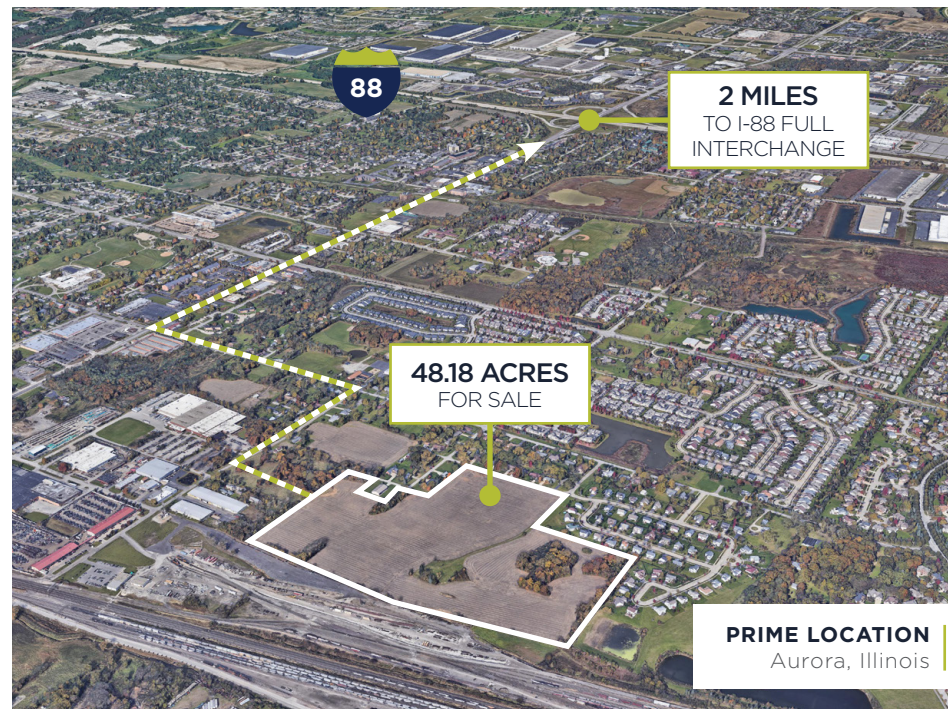 88
2 MILES
TO I-88 FULL
INTERCHANGE
48.18 ACRES
FOR SALE
PRIME LOCATION
Aurora, Illinois